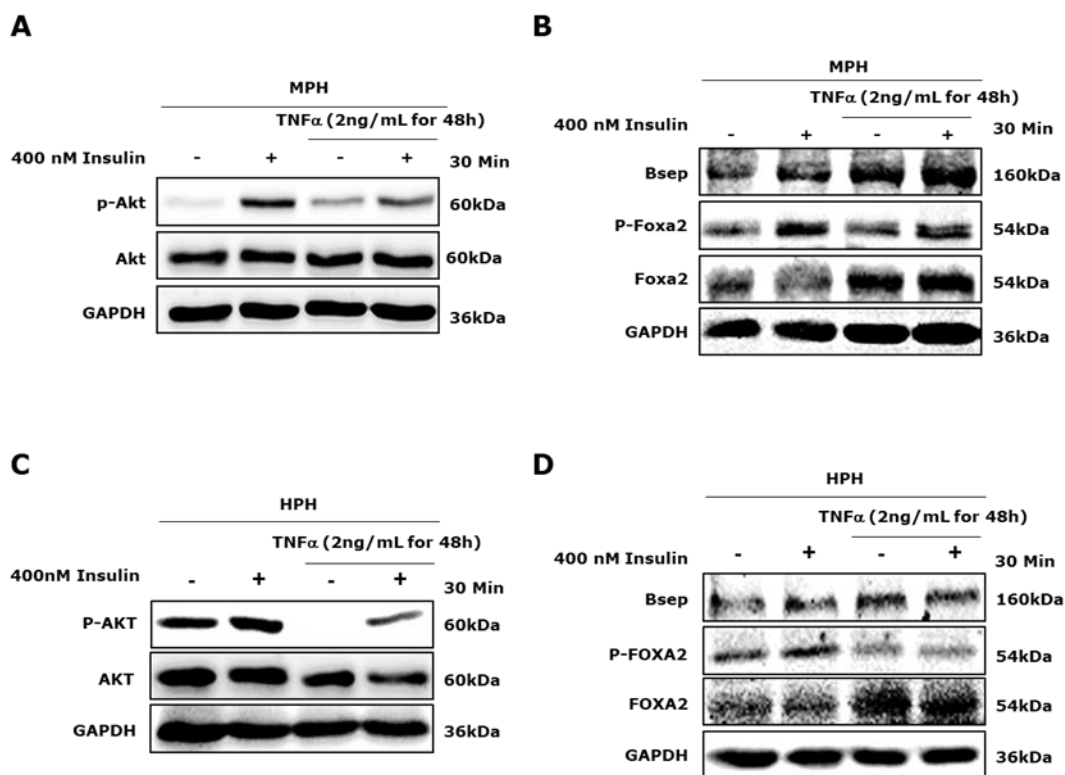 A
MPH
TNFα (2ng/mL for 48h)
400 nM Insulin - + - + 30 Min
p-Akt 60kDa
Akt 60kDa
GAPDH 36kDa
B
MPH
TNFα (2ng/mL for 48h)
400 nM Insulin - + - + 30 Min
Bsep 160kDa
P-Foxa2 54kDa
Foxa2 54kDa
GAPDH 36kDa
C
HPH
TNFα (2ng/mL for 48h)
400nM Insulin - + - + 30 Min
P-AKT 60kDa
AKT 60kDa
GAPDH 36kDa
D
HPH
TNFα (2ng/mL for 48h)
400 nM Insulin - + - + 30 Min
Bsep 160kDa
P-FOXA2 54kDa
FOXA2 54kDa
GAPDH 36kDa